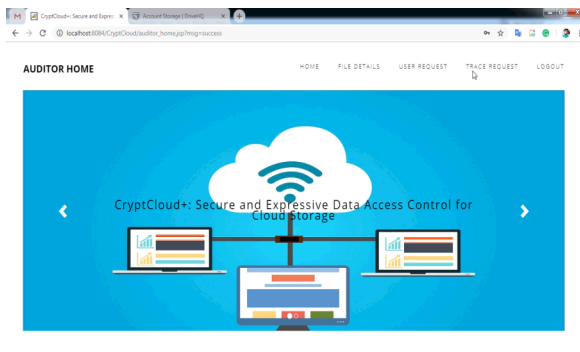 CryptCloud+: Secure and Expres
Account Storage | DriveHQ
localhost:8084/CryptCloud/auditor_home.jsp?msg=success
AUDITOR HOME
HOME
FILE DETAILS
USER REQUEST
TRACE REQUEST
LOGOUT
CryptCloud+: Secure and Expressive Data Access Control for
Cloud Storage